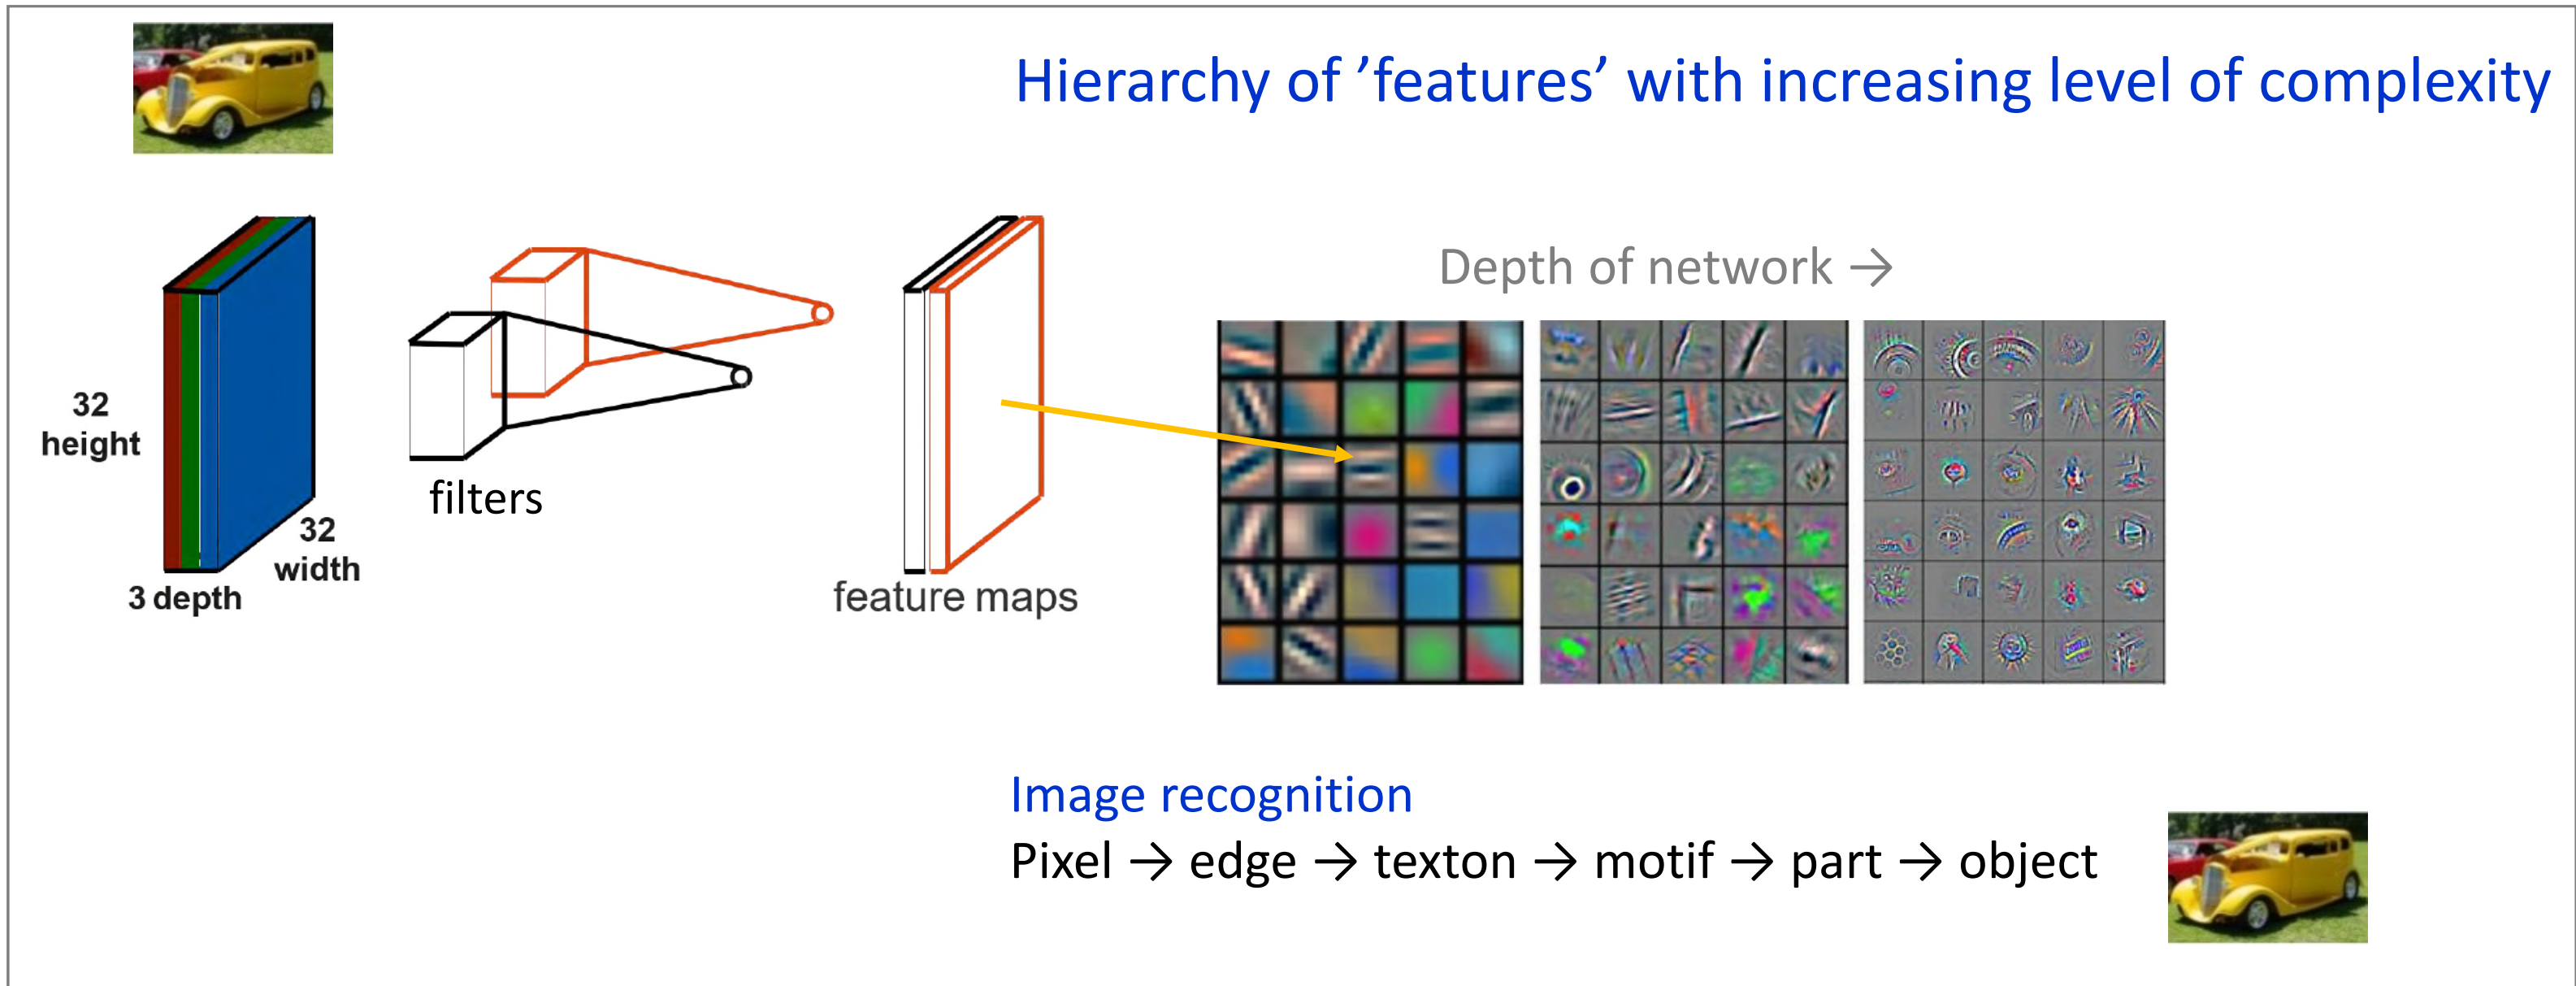 Hierarchy of ’features’ with increasing level of complexity
Depth of network →
32
height
filters
32
width
3 depth
feature maps
Image recognition
Pixel → edge → texton → motif → part → object